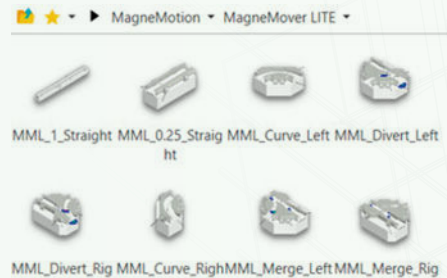 MagneMotion MagneMover LITE
MML_1_Straight MML_0.25_Straig MML_Curve_Left MML_Divert_Left
ht
MML_Divert_Rig MML_Curve_Righ MML_Merge_Left MML_Merge_Rig